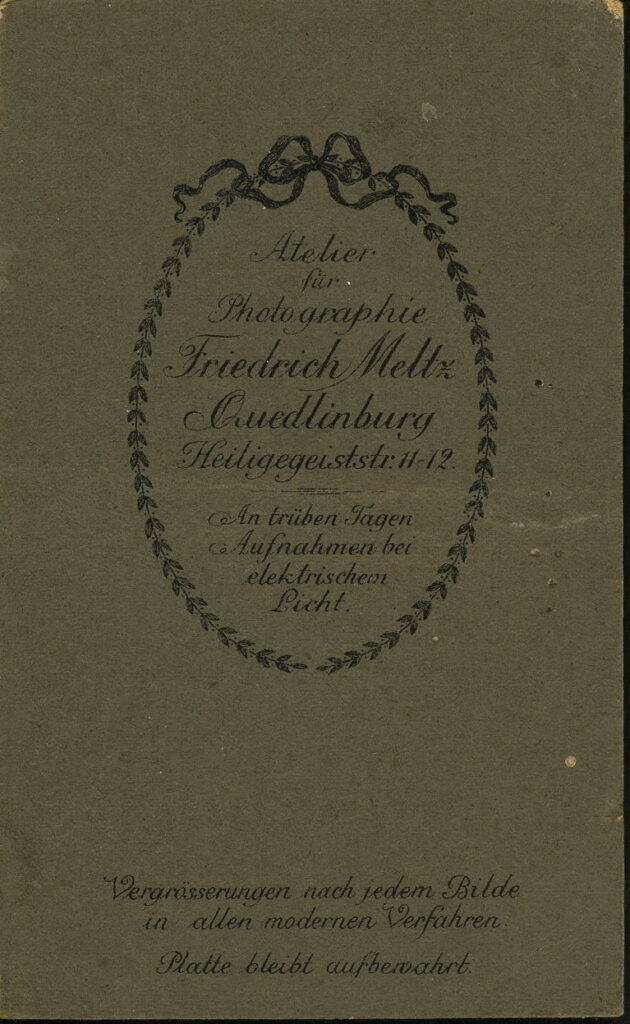 Atelier
für
Photographie
Friedrich Meltz
Quedlinburg
Heiligegeiststr. 11-12.
An trüben Tagen
Aufnahmen bei
elektrischem
Licht.
Vergrösserungen nach jedem Bilde
in allen modernen Verfahren
Platte bleibt aufbewahrt.